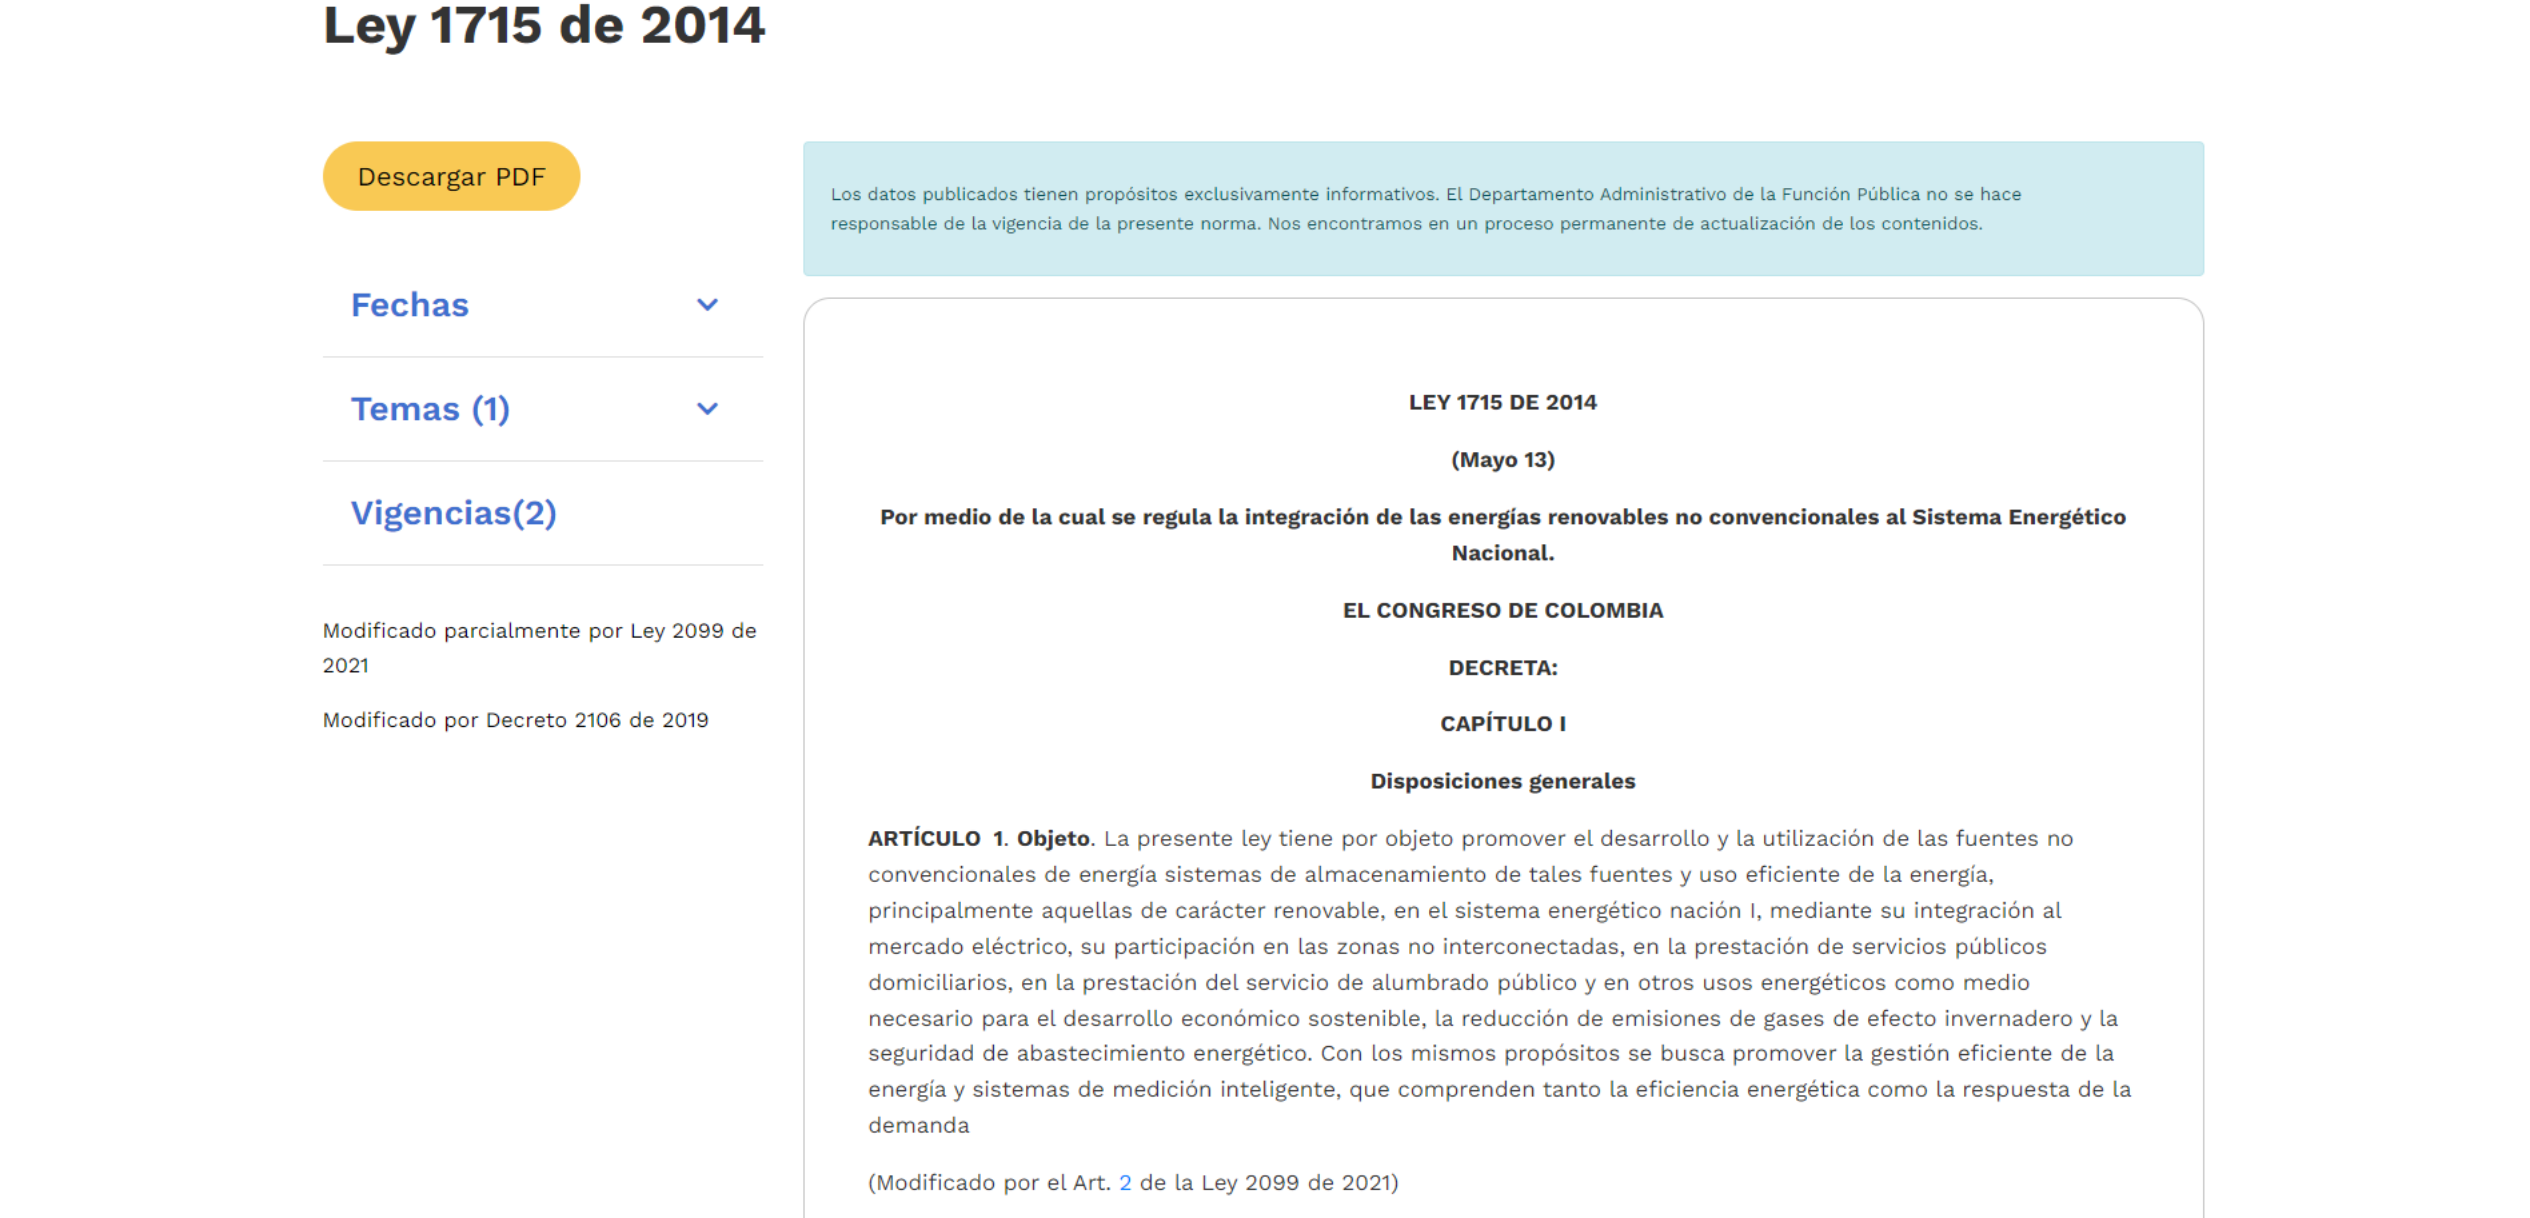 Ley 1715 de 2014
Descargar PDF
Fechas
Temas (1)
Vigencias(2)
Modificado parcialmente por Ley 2099 de
2021
Modificado por Decreto 2106 de 2019
Los datos publicados tienen propósitos exclusivamente informativos. El Departamento Administrativo de la Función Pública no se hace
responsable de la vigencia de la presente norma. Nos encontramos en un proceso permanente de actualización de los contenidos.
LEY 1715 DE 2014
(Mayo 13)
Por medio de la cual se regula la integración de las energías renovables no convencionales al Sistema Energético
Nacional.
EL CONGRESO DE COLOMBIA
DECRETA:
CAPÍTULO I
Disposiciones generales
ARTÍCULO 1. Objeto. La presente ley tiene por objeto promover el desarrollo y la utilización de las fuentes no
convencionales de energía sistemas de almacenamiento de tales fuentes y uso eficiente de la energía,
principalmente aquellas de carácter renovable, en el sistema energético nación I, mediante su integración al
mercado eléctrico, su participación en las zonas no interconectadas, en la prestación de servicios públicos
domiciliarios, en la prestación del servicio de alumbrado público y en otros usos energéticos como medio
necesario para el desarrollo económico sostenible, la reducción de emisiones de gases de efecto invernadero y la
seguridad de abastecimiento energético. Con los mismos propósitos se busca promover la gestión eficiente de la
energía y sistemas de medición inteligente, que comprenden tanto la eficiencia energética como la respuesta de la
demanda
(Modificado por el Art. 2 de la Ley 2099 de 2021)